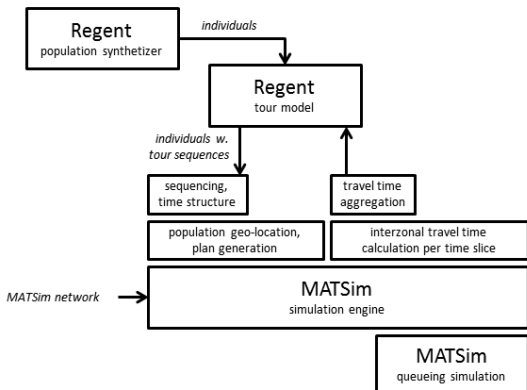 Regent
population synthetizer
individuals
Regent
tour model
individuals w.
tour sequences
sequencing,
time structure
travel time
aggregation
population geo-location,
plan generation
interzonal travel time
calculation per time slice
MATSim network
MATSim
simulation engine
MATSim
queueing simulation